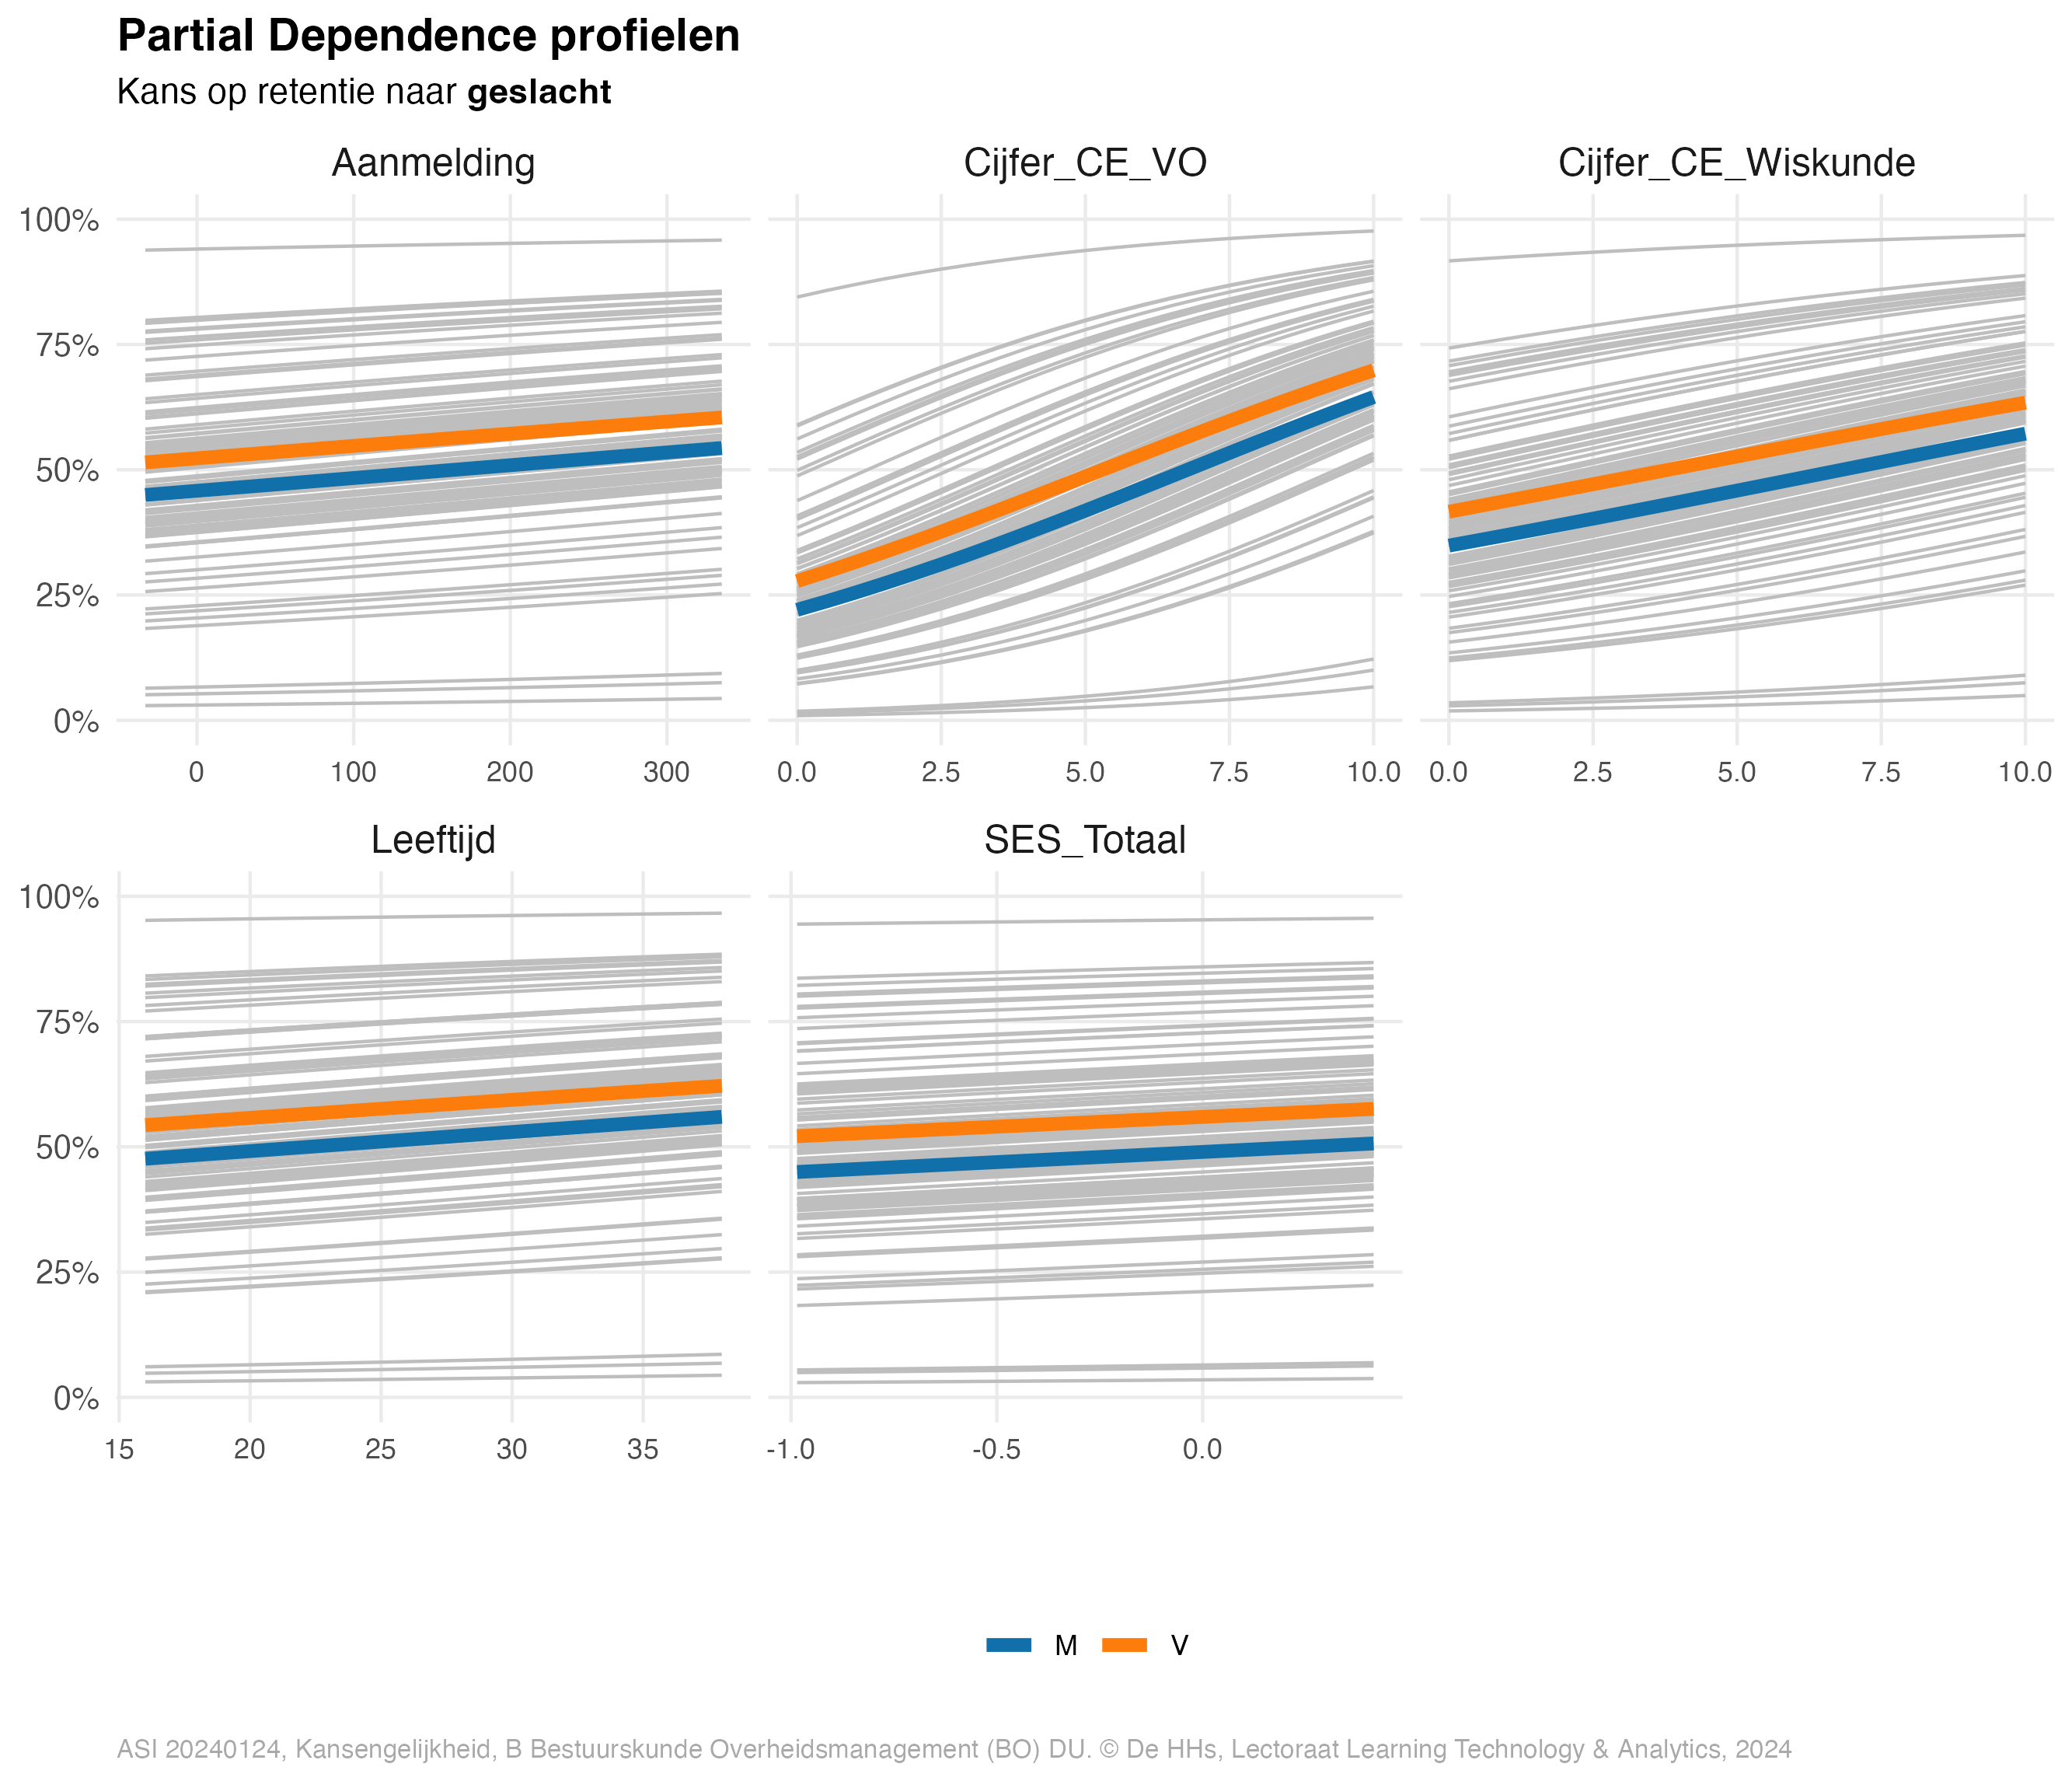 Partial Dependence profielen
Kans op retentie naar geslacht
Aanmelding
Cijfer_CE_VO
Cijfer_CE_Wiskunde
100%
75%
50%
25%
0%
0 100 200 300
0.0 2.5 5.0 7.5 10.0
0.0 2.5 5.0 7.5 10.0
Leeftijd
SES_Totaal
100%
75%
50%
25%
0%
15 20 25 30 35
-1.0 -0.5 0.0
M V
ASI 20240124, Kansengelijkheid, B Bestuurskunde Overheidsmanagement (BO) DU. © De HHs, Lectoraat Learning Technology & Analytics, 2024